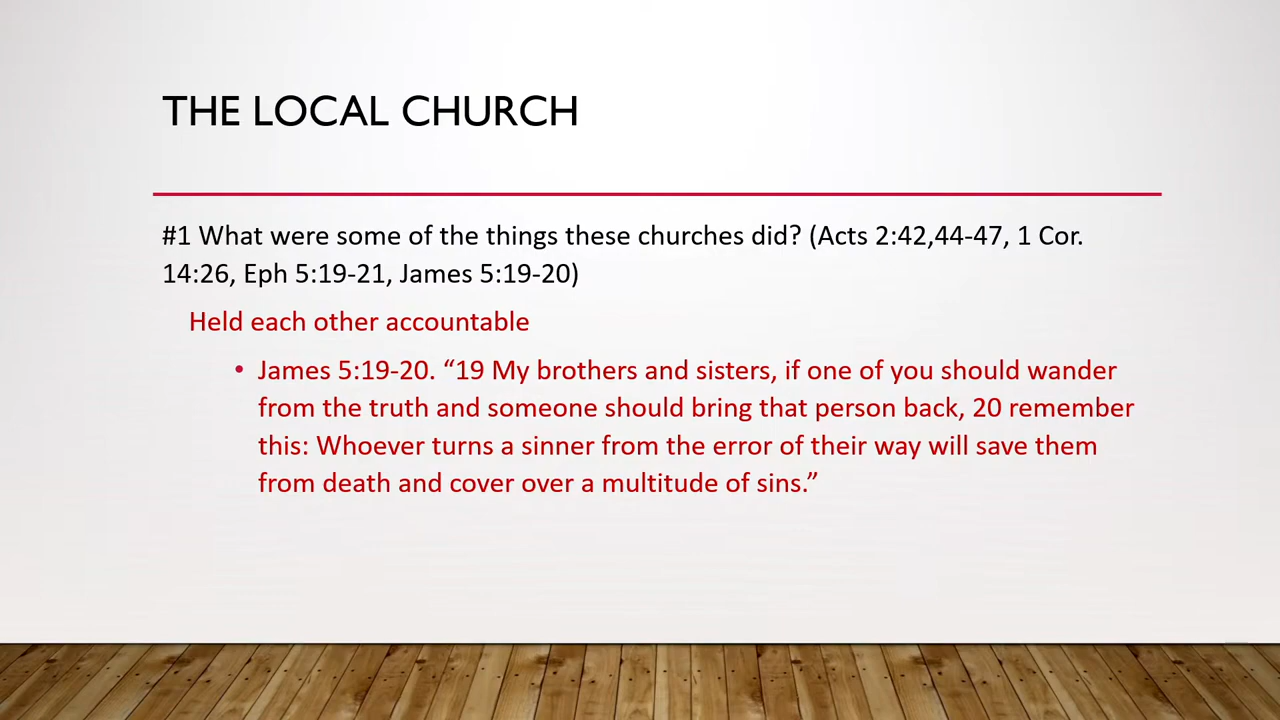 THE LOCAL CHURCH
#1 What were some of the things these churches did? (Acts 2:42,44-47, 1 Cor.
14:26, Eph 5:19-21, James 5:19-20)
Held each other accountable
• James 5:19-20. “19 My brothers and sisters, if one of you should wander
from the truth and someone should bring that person back, 20 remember
this: Whoever turns a sinner from the error of their way will save them
from death and cover over a multitude of sins.”